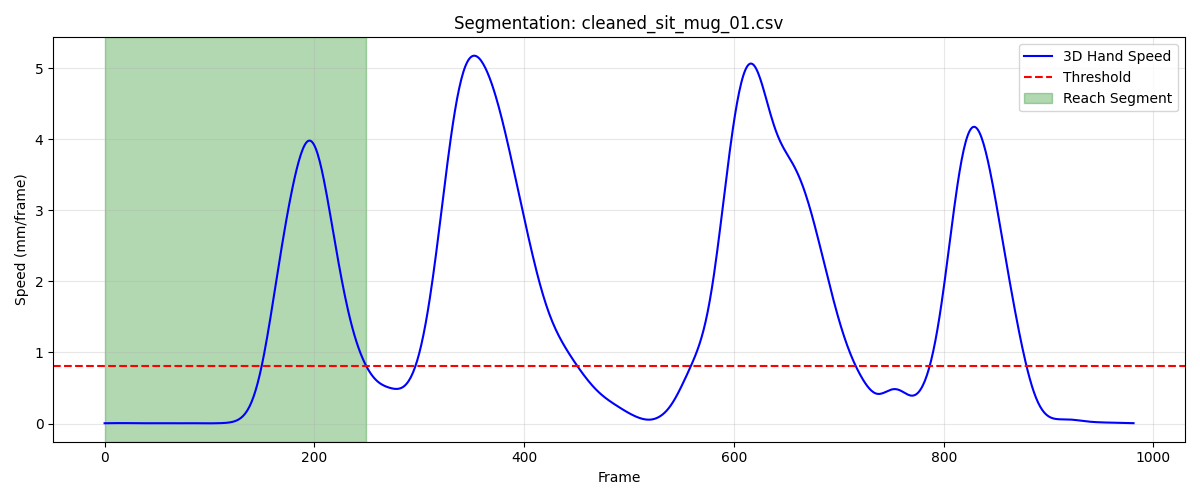 Segmentation: cleaned_sit_mug_01.csv
3D Hand Speed
Threshold
Reach Segment
Speed (mm/frame)
5
4
3
2
1
0
0 200 400 600 800 1000
Frame